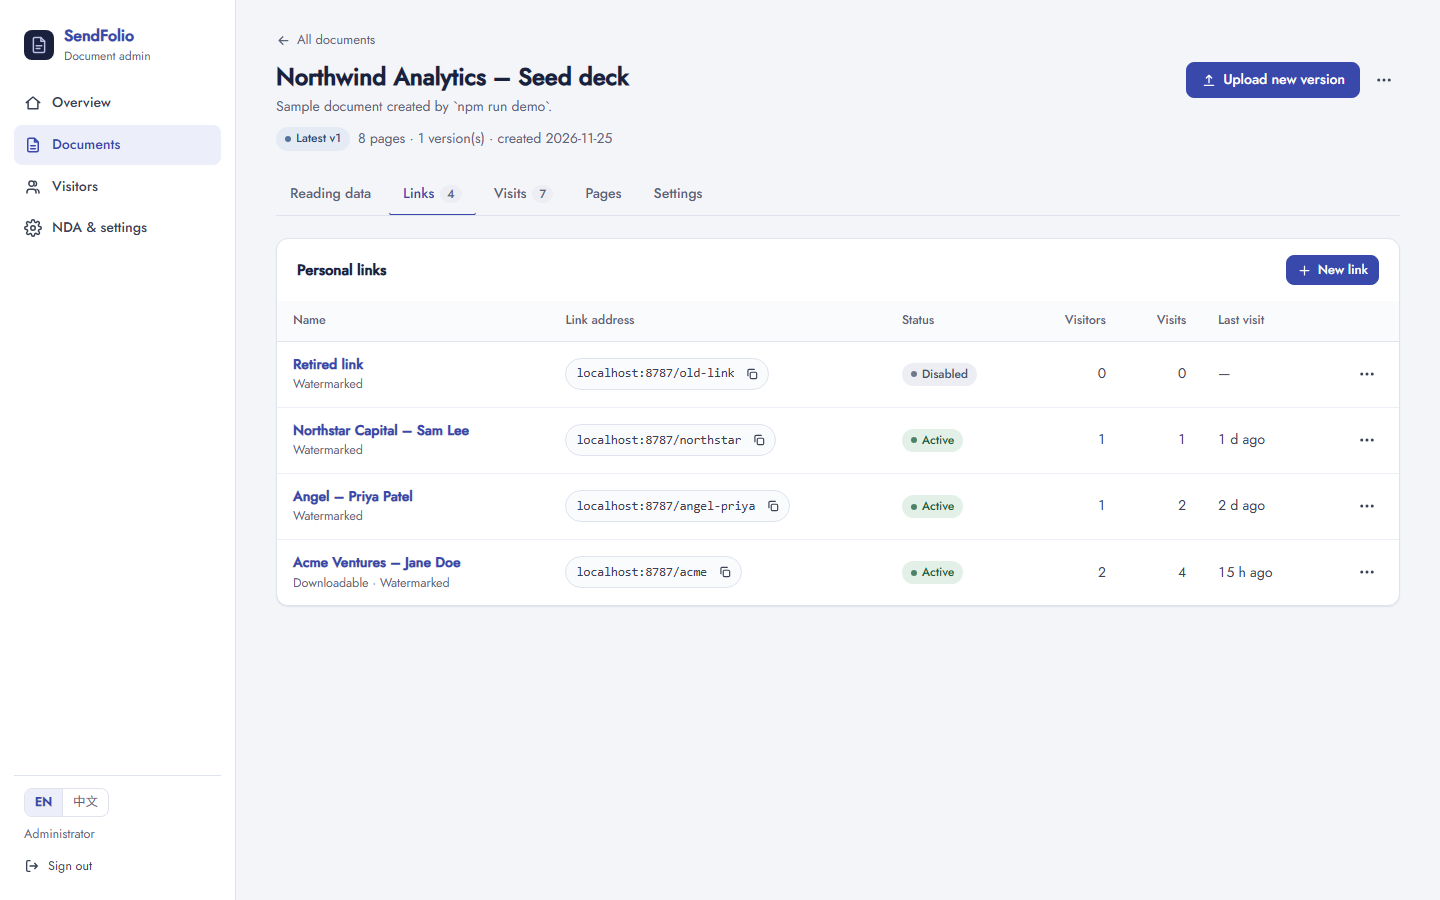 SendFolio
Document admin
Overview
Documents
Visitors
NDA & settings
EN 中文
Administrator
Sign out
All documents
Northwind Analytics – Seed deck
Upload new version
Sample document created by `npm run demo`.
Latest v1 8 pages · 1 version(s) · created 2026-11-25
Reading data Links 4 Visits 7 Pages Settings
Personal links
New link
Name Link address Status Visitors Visits Last visit
Retired link
Watermarked
localhost:8787/old-link Disabled 0 0 —
Northstar Capital – Sam Lee
Watermarked
localhost:8787/northstar Active 1 1 1 d ago
Angel – Priya Patel
Watermarked
localhost:8787/angel-priya Active 1 2 2 d ago
Acme Ventures – Jane Doe
Downloadable · Watermarked
localhost:8787/acme Active 2 4 15 h ago